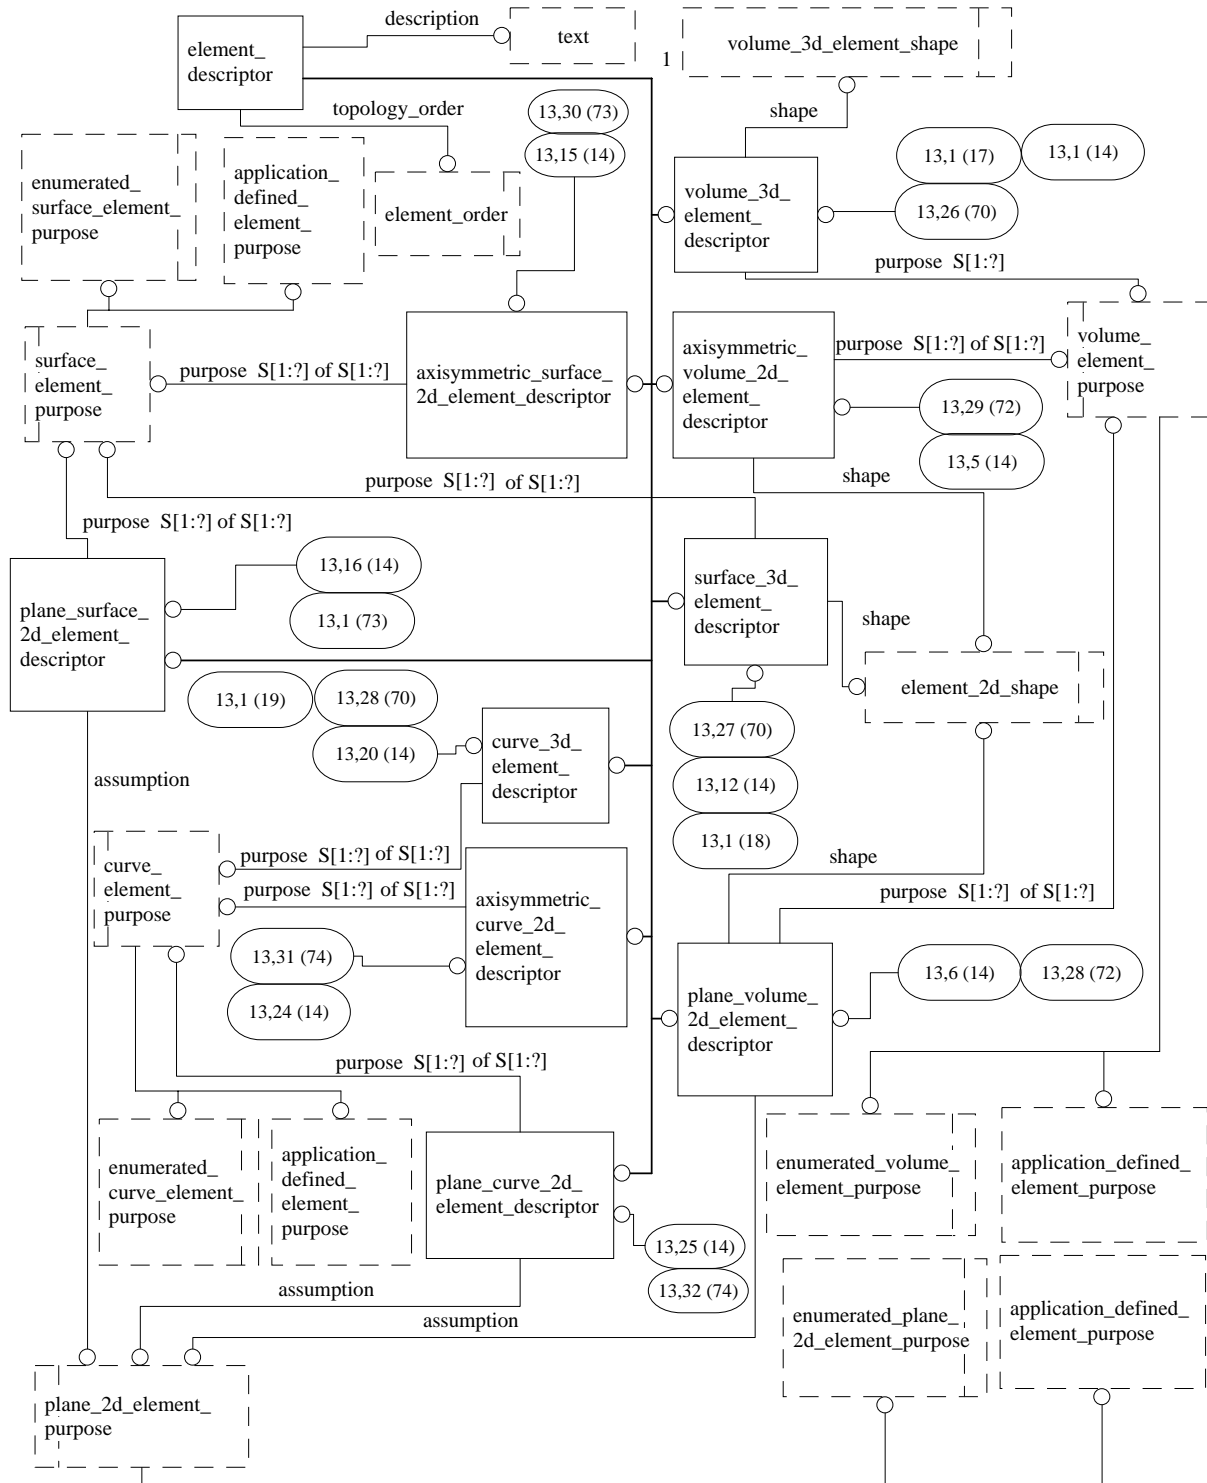 description
element_
descriptor
text
1
volume_3d_element_shape
topology_order
13,30 (73)
13,15 (14)
shape
13,1 (17)
13,1 (14)
13,26 (70)
enumerated_
surface_element_
purpose
application_
defined_
element_
purpose
element_order
volume_3d_
element_
descriptor
purpose S[1:?]
surface_
element_
purpose
purpose S[1:?] of S[1:?]
axisymmetric_surface_
2d_element_descriptor
axisymmetric_
volume_2d_
element_
descriptor
purpose S[1:?] of S[1:?]
volume_
element_
purpose
13,29 (72)
13,5 (14)
purpose S[1:?] of S[1:?]
shape
purpose S[1:?] of S[1:?]
13,16 (14)
13,1 (73)
plane_surface_
2d_element_
descriptor
surface_3d_
element_
descriptor
shape
element_2d_shape
13,1 (19)
13,28 (70)
13,20 (14)
curve_3d_
element_
descriptor
13,27 (70)
13,12 (14)
13,1 (18)
assumption
curve_
element_
purpose
purpose S[1:?] of S[1:?]
purpose S[1:?] of S[1:?]
axisymmetric_
curve_2d_
element_
descriptor
shape
purpose S[1:?] of S[1:?]
13,31 (74)
13,24 (14)
plane_volume_
2d_element_
descriptor
13,6 (14)
13,28 (72)
purpose S[1:?] of S[1:?]
enumerated_
curve_element_
purpose
application_
defined_
element_
purpose
plane_curve_2d_
element_descriptor
enumerated_volume_
element_purpose
application_defined_
element_purpose
13,25 (14)
13,32 (74)
assumption
assumption
enumerated_plane_
2d_element_purpose
application_defined_
element_purpose
plane_2d_element_
purpose